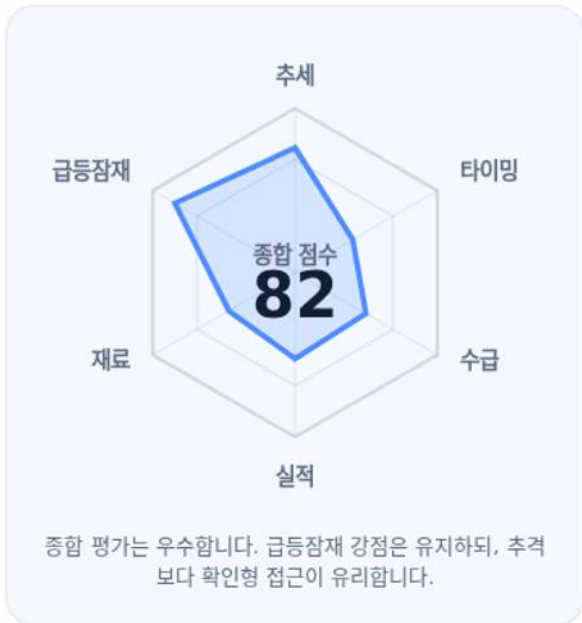 추세
급등잠재
타이밍
종합 점수
82
재료
수급
실적
종합 평가는 우수합니다. 급등잠재 강점은 유지하되, 추격
보다 확인형 접근이 유리합니다.